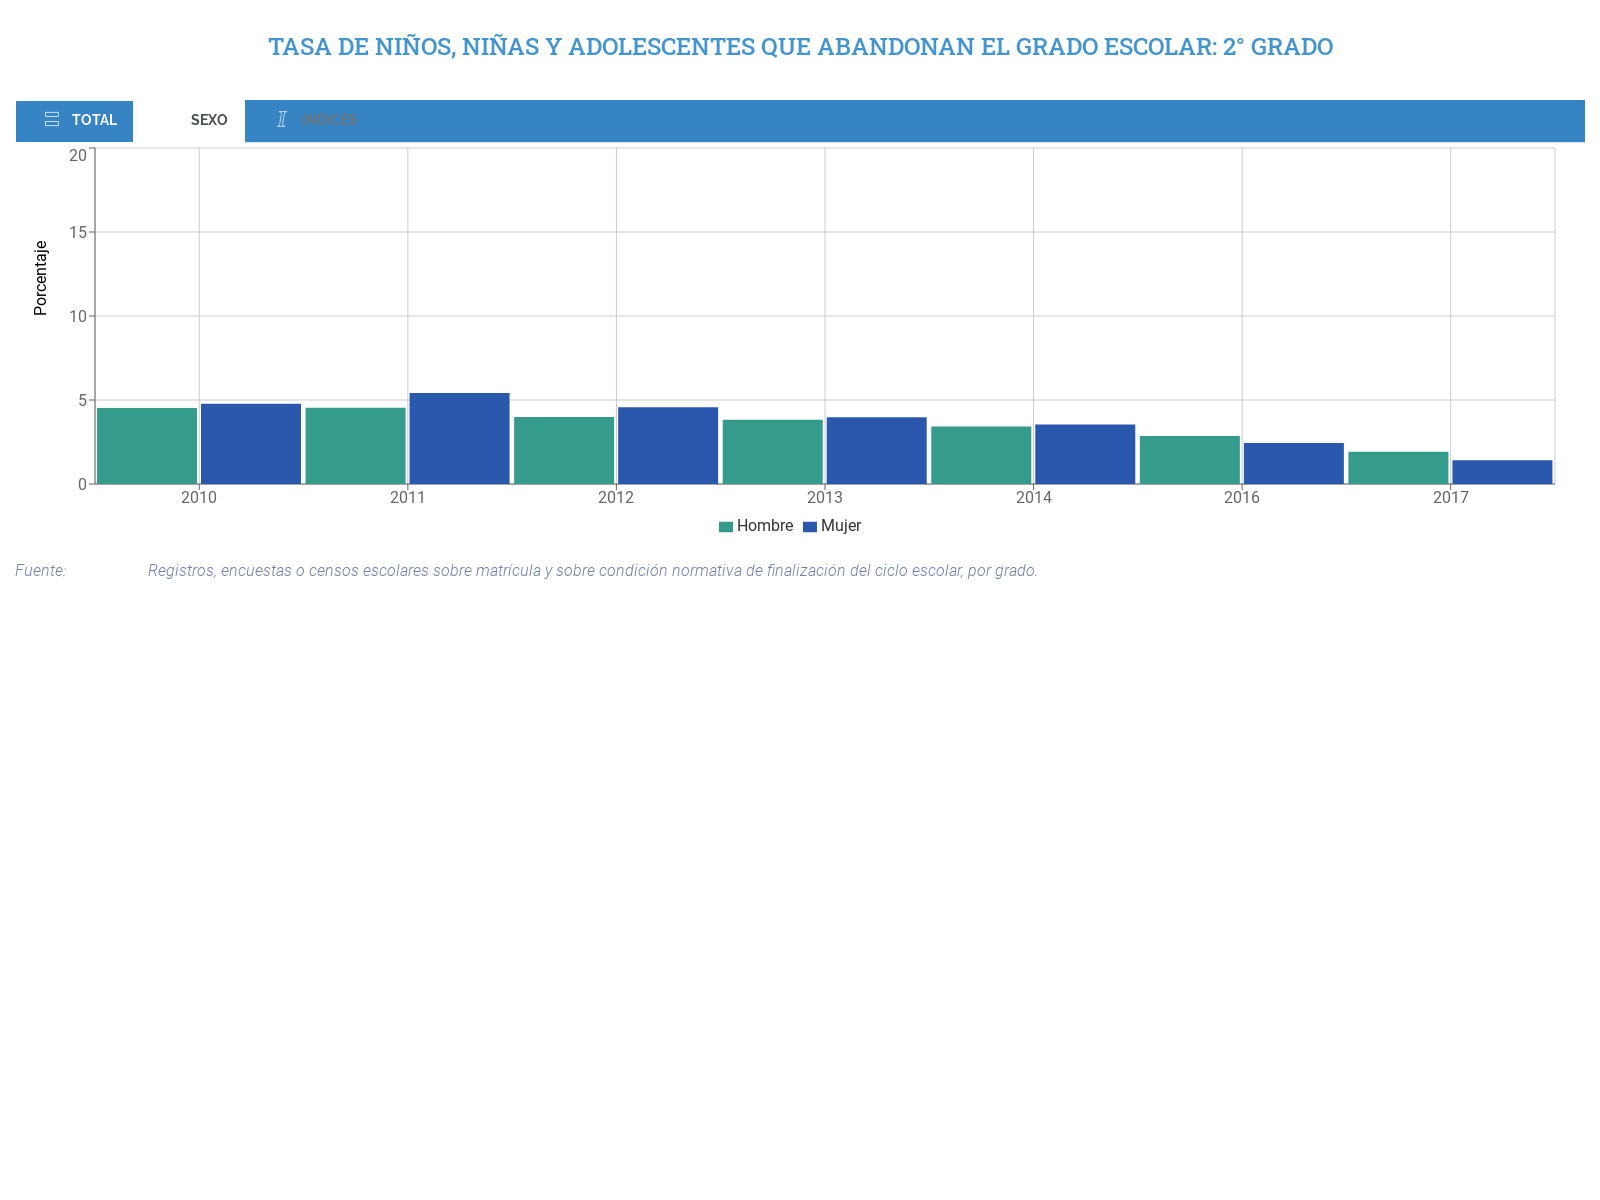 TASA DE NIÑOS, NIÑAS Y ADOLESCENTES QUE ABANDONAN EL GRADO ESCOLAR: 2° GRADO
TOTAL SEXO INDICES
Porcentaje
20
15
10
5
0
2010 2011 2012 2013 2014 2016 2017
Hombre Mujer
Fuente: Registros, encuestas o censos escolares sobre matrícula y sobre condición normativa de finalización del ciclo escolar, por grado.